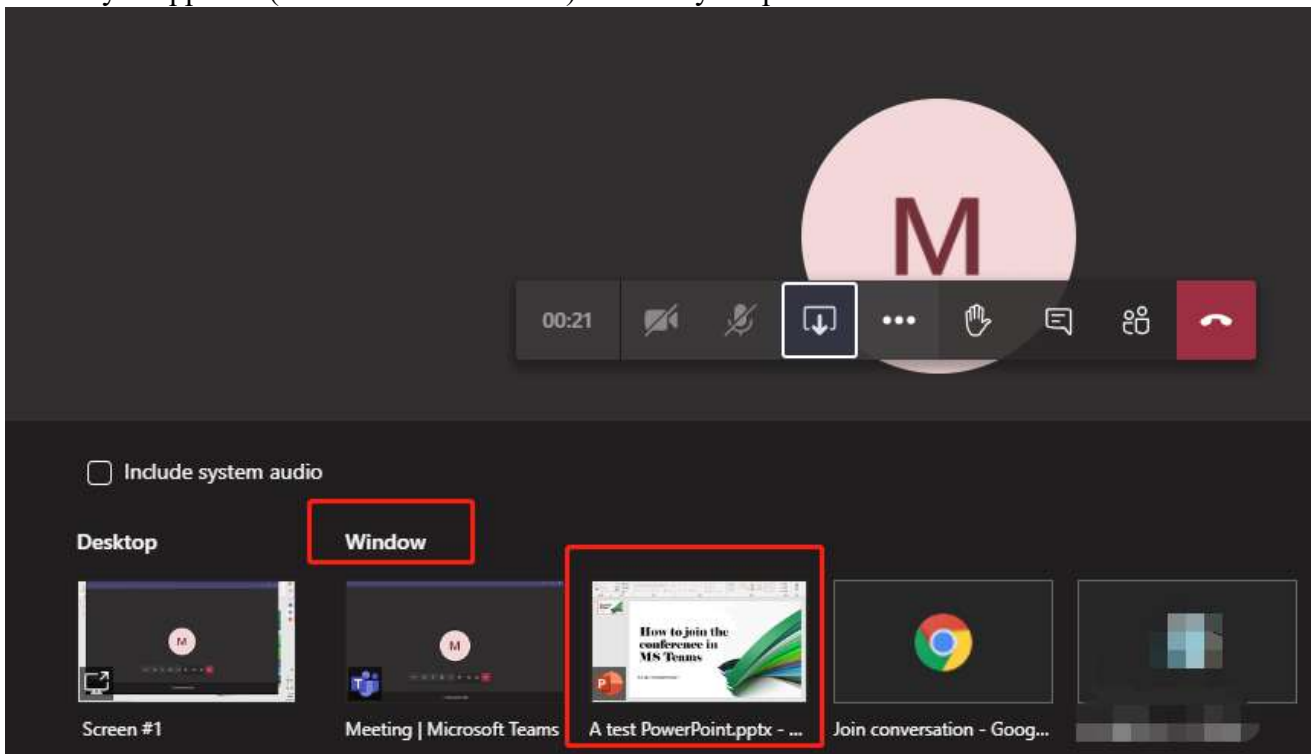 M
00:21
Include system audio
Desktop
Window
M
M
How to join the
conference in
MS Teams
Screen #1
Meeting | Microsoft Teams
A test PowerPoint.pptx - ...
Join conversation - Goog...